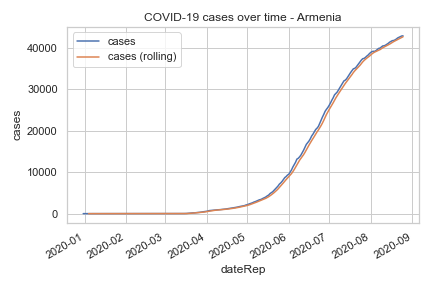 COVID-19 cases over time - Armenia
cases
cases (rolling)
cases
40000
30000
20000
10000
0
2020-01
2020-02
2020-03
2020-04
2020-05
2020-06
2020-07
2020-08
2020-09
dateRep